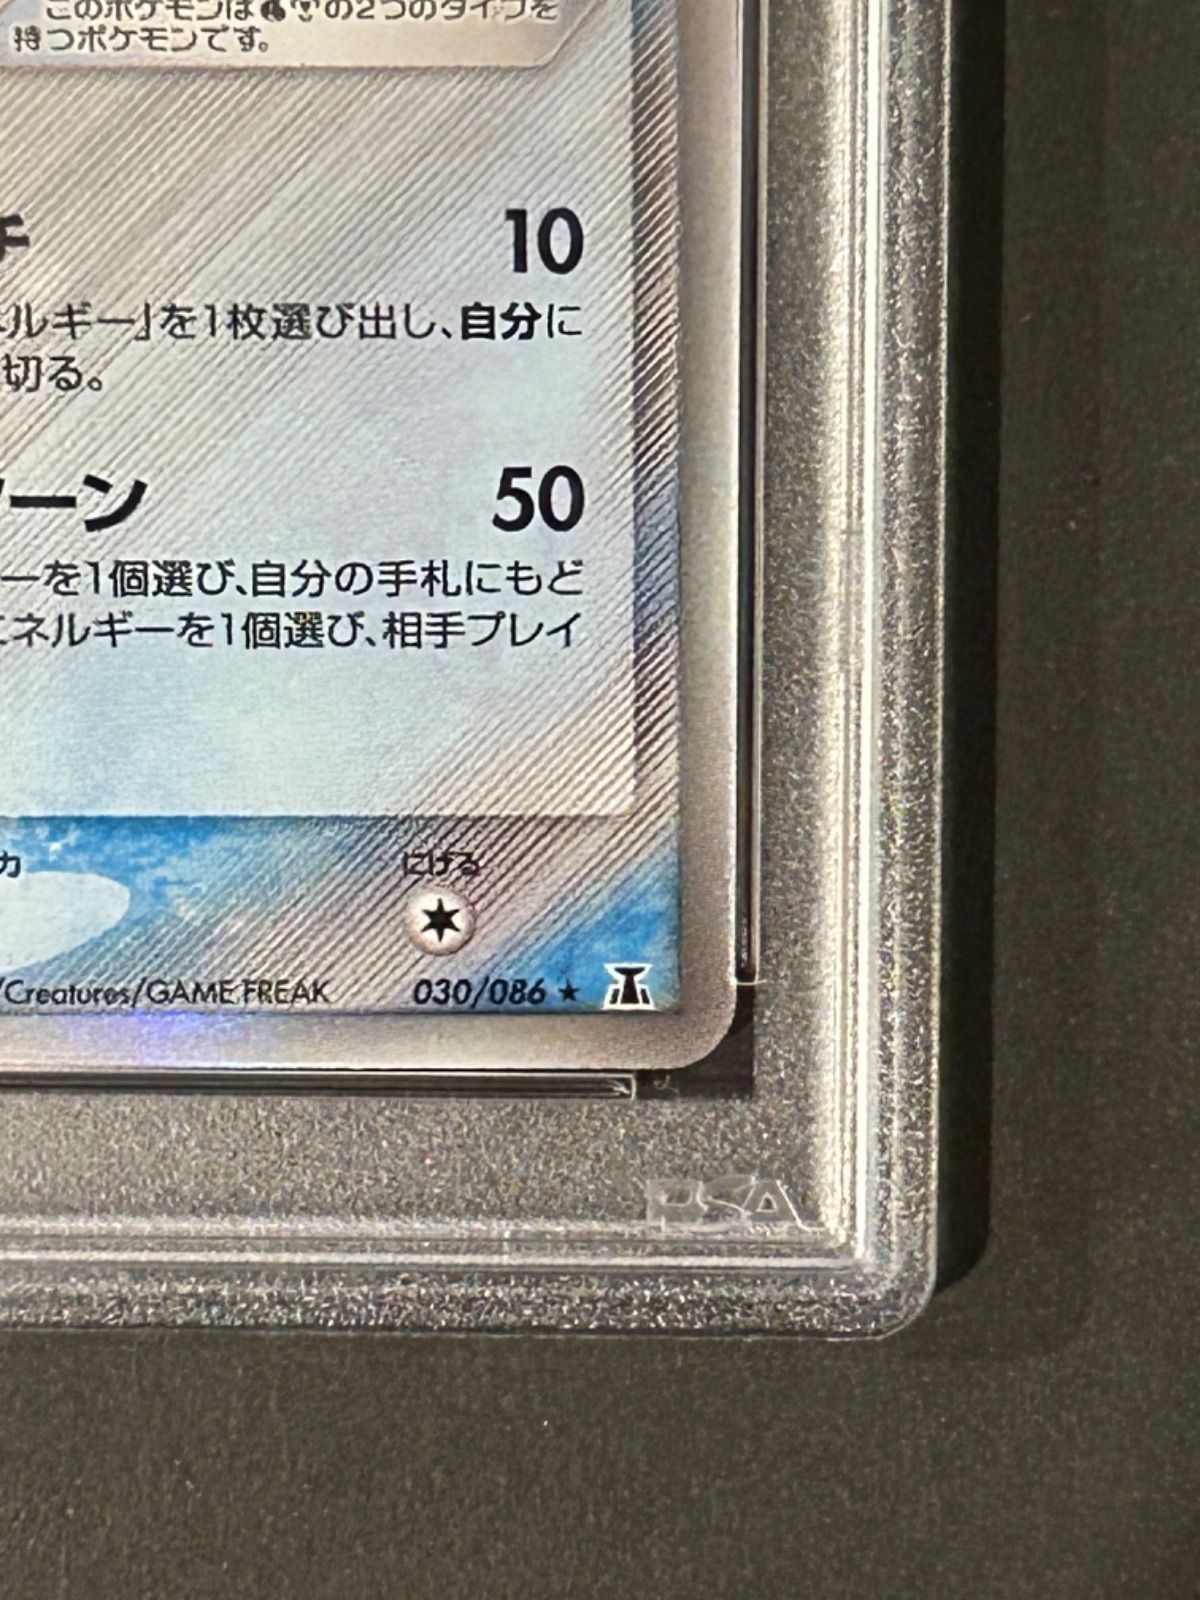 このポケモンは の2つのタイプを
持つポケモンです。
チ 10
ネルギー」を1枚選び出し、自分に
切る。
ーン 50
ーを1個選び、自分の手札にもど
エネルギーを1個選び、相手プレイ
力 にげる
/Creatures/GAME FREAK 030/086 ★
PSA